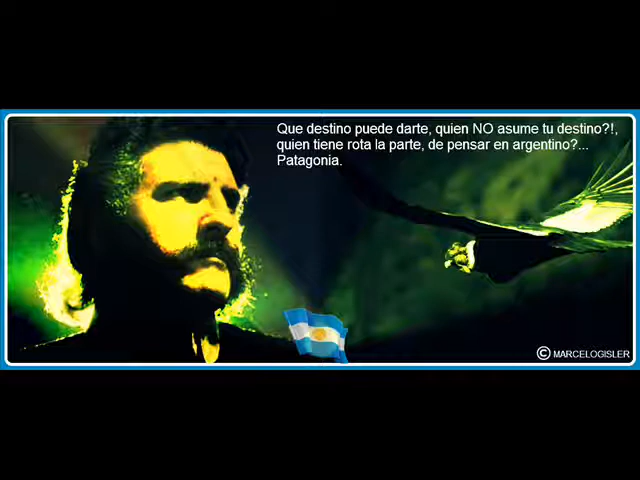 Que destino puede darte, quien NO asume tu destino?!,
quien tiene rota la parte, de pensar en argentino?...
Patagonia.
© MARCELOGISLER